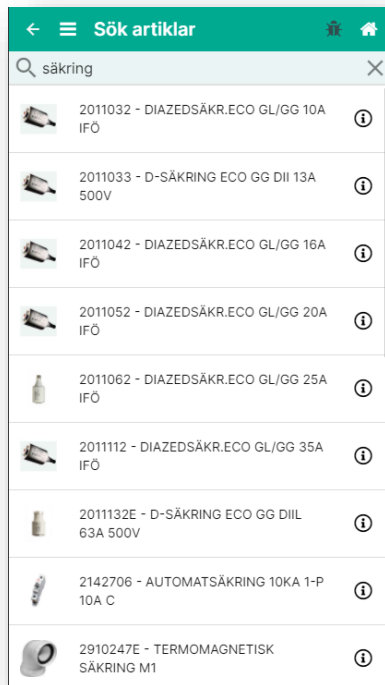 Sök artiklar
säkring
2011032 - DIAZEDSÄKR.ECO GL/GG 10A
IFÖ
2011033 - D-SÄKRING ECO GG DII 13A
500V
2011042 - DIAZEDSÄKR.ECO GL/GG 16A
IFÖ
2011052 - DIAZEDSÄKR.ECO GL/GG 20A
IFÖ
2011062 - DIAZEDSÄKR.ECO GL/GG 25A
IFÖ
2011112 - DIAZEDSÄKR.ECO GL/GG 35A
IFÖ
2011132E - D-SÄKRING ECO GG DIIL
63A 500V
2142706 - AUTOMATSÄKRING 10KA 1-P
10A C
2910247E - TERMOMAGNETISK
SÄKRING M1